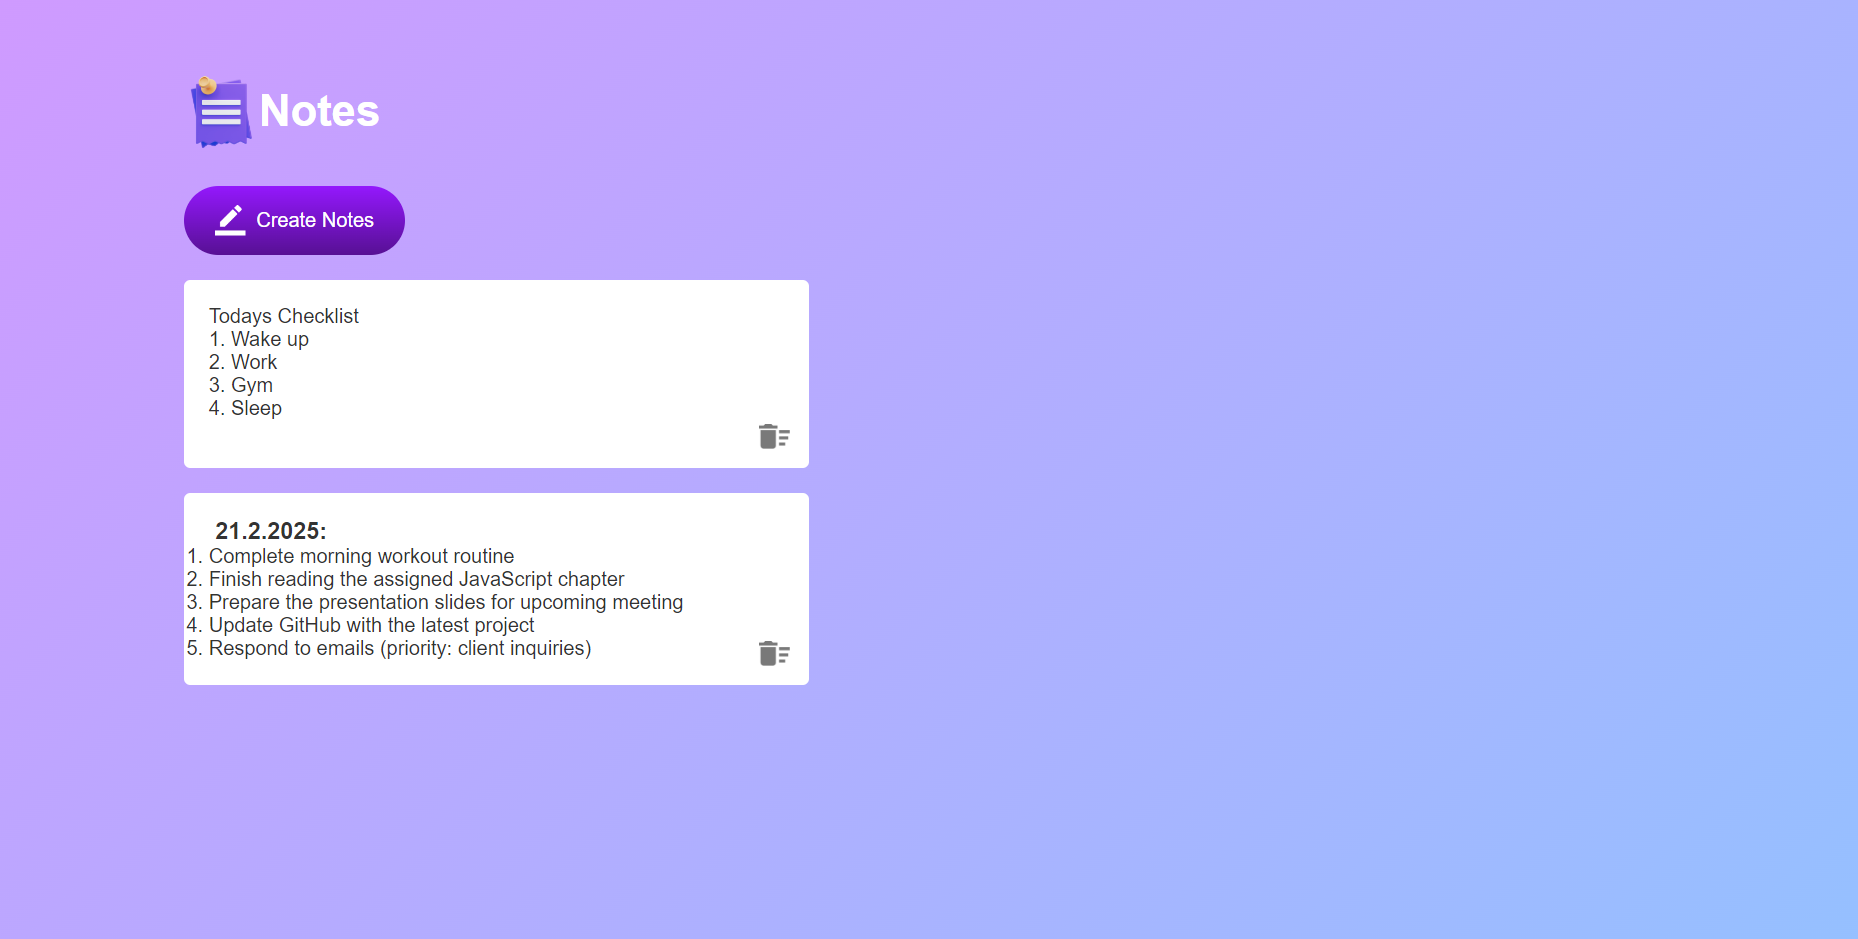 Notes
Create Notes
Todays Checklist
1. Wake up
2. Work
3. Gym
4. Sleep
21.2.2025:
1. Complete morning workout routine
2. Finish reading the assigned JavaScript chapter
3. Prepare the presentation slides for upcoming meeting
4. Update GitHub with the latest project
5. Respond to emails (priority: client inquiries)